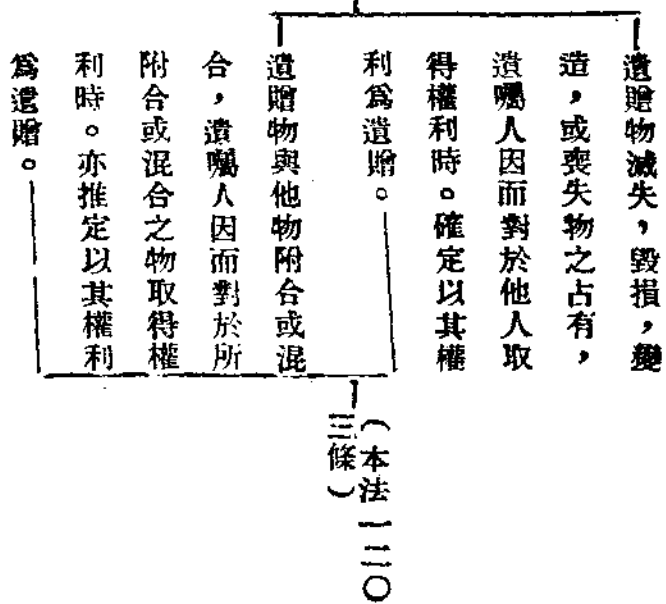 遺贈物滅失，毀損，變
造，或喪失物之占有，
遺囑人因而對於他人取
得權利時。確定以其權
利爲遺贈。
遺贈物與他物附合或混
合，遺囑人因而對於所
附合或混合之物取得權
利時。亦推定以其權利
爲遺贈。
（本法一二〇
三條）